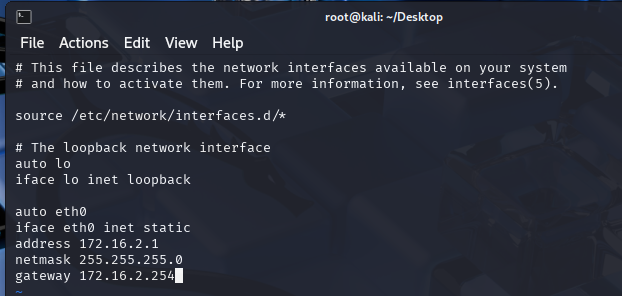 root@kali: ~/Desktop
File Actions Edit View Help
# This file describes the network interfaces available on your system
# and how to activate them. For more information, see interfaces(5).
source /etc/network/interfaces.d/*
# The loopback network interface
auto lo
iface lo inet loopback
auto eth0
iface eth0 inet static
address 172.16.2.1
netmask 255.255.255.0
gateway 172.16.2.254
~